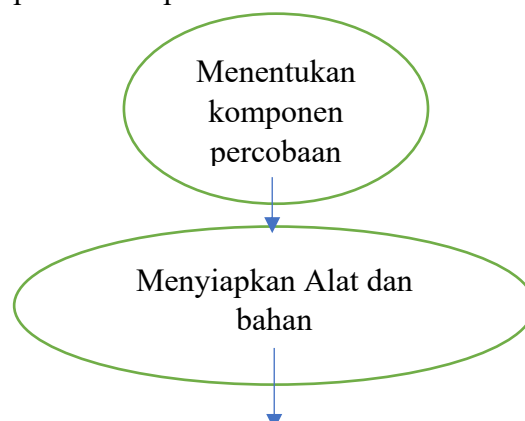 Menentukan
komponen
percobaan
Menyiapkan Alat dan
bahan